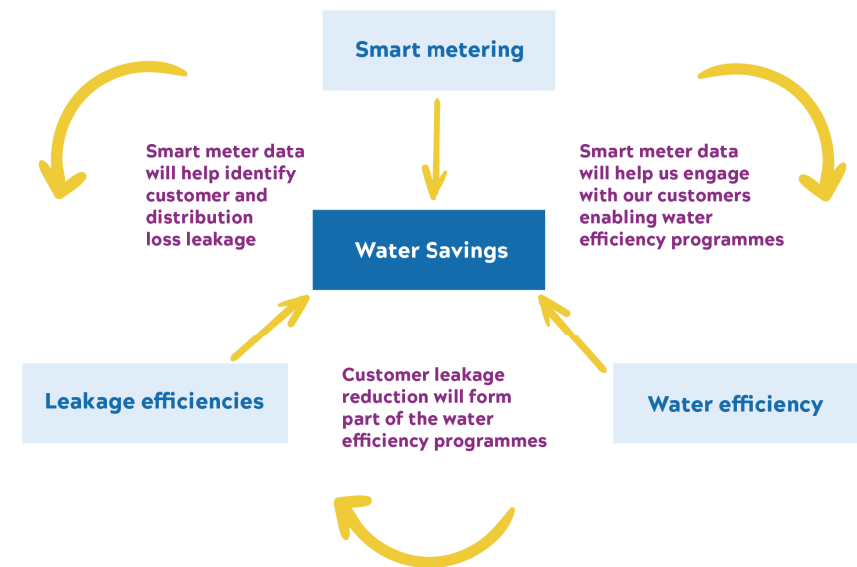 Smart metering
Smart meter data
will help identify
customer and
distribution
loss leakage
Smart meter data
will help us engage
with our customers
enabling water
efficiency programmes
Water Savings
Leakage efficiencies
Customer leakage
reduction will form
part of the water
efficiency programmes
Water efficiency